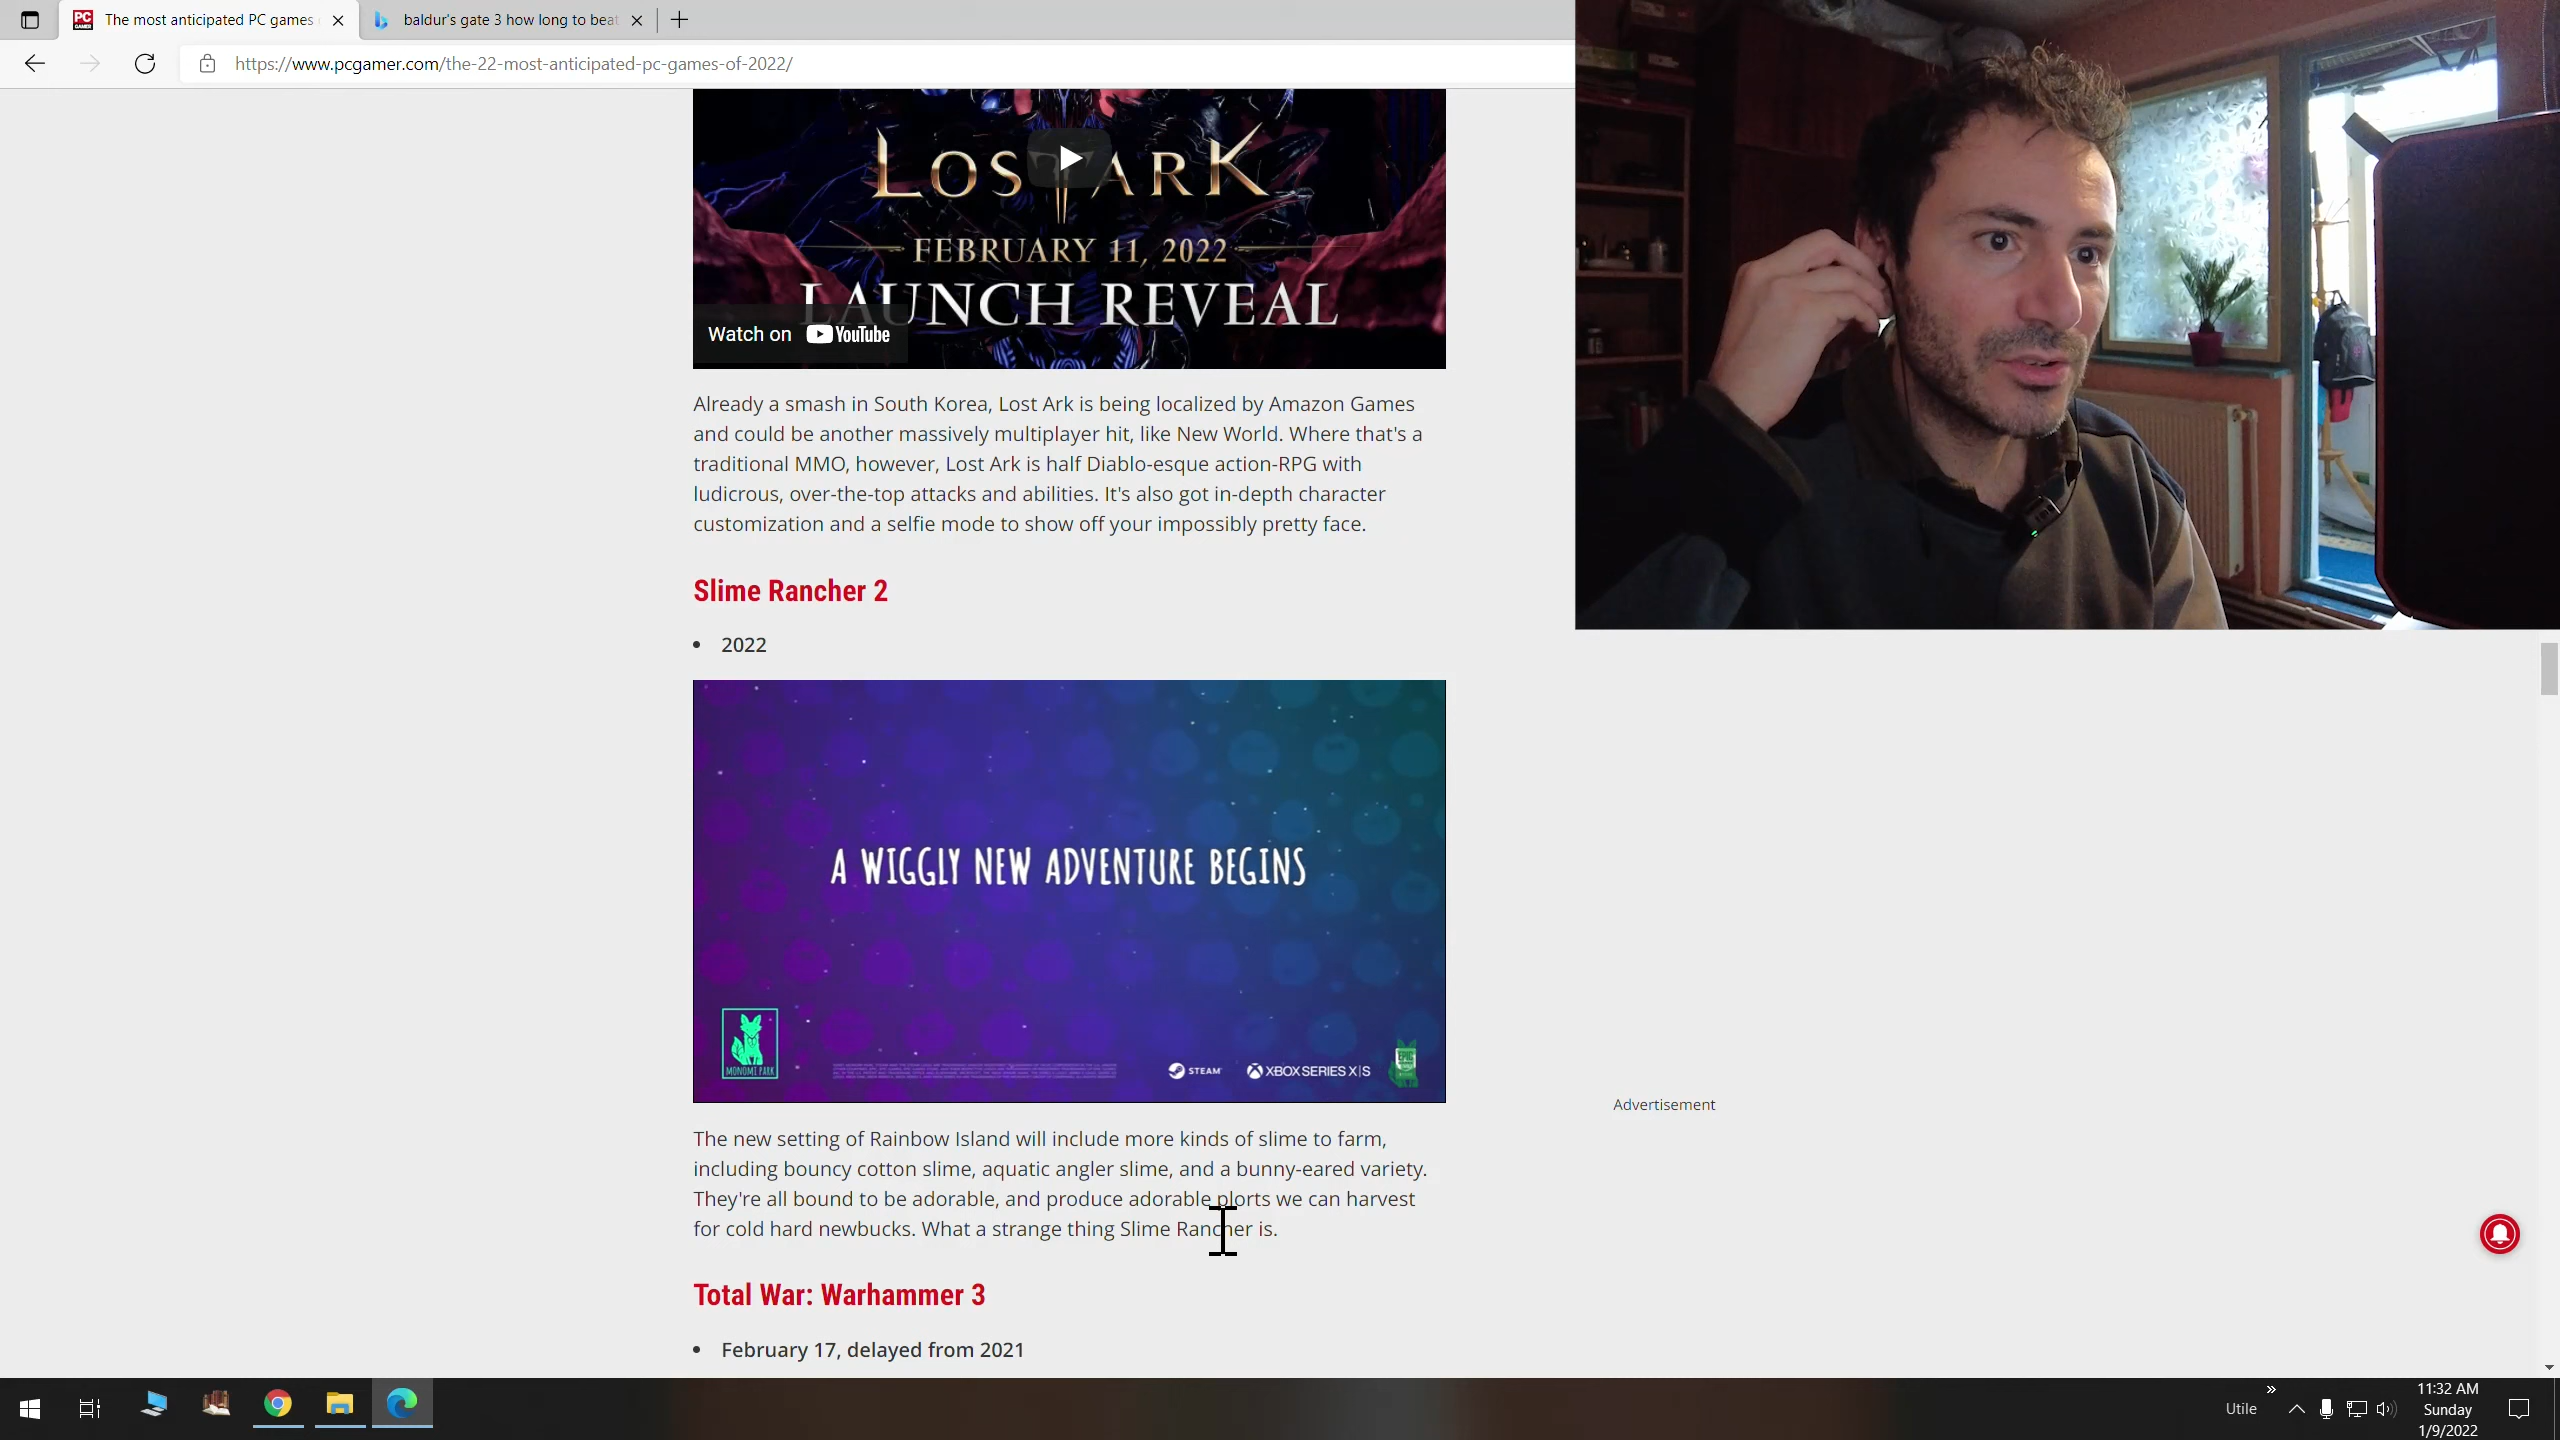 The most anticipated PC games
baldur's gate 3 how long to beat
https://www.pcgamer.com/the-22-most-anticipated-pc-games-of-2022/
LOST ARK
FEBRUARY 11, 2022
LAUNCH REVEAL
Watch on YouTube
Already a smash in South Korea, Lost Ark is being localized by Amazon Games
and could be another massively multiplayer hit, like New World. Where that's a
traditional MMO, however, Lost Ark is half Diablo-esque action-RPG with
ludicrous, over-the-top attacks and abilities. It's also got in-depth character
customization and a selfie mode to show off your impossibly pretty face.
Slime Rancher 2
• 2022
A WIGGLY NEW ADVENTURE BEGINS
MONOMI PARK
STEAM
XBOX SERIES X|S
EPIC
Advertisement
The new setting of Rainbow Island will include more kinds of slime to farm,
including bouncy cotton slime, aquatic angler slime, and a bunny-eared variety.
They're all bound to be adorable, and produce adorable plorts we can harvest
for cold hard newbucks. What a strange thing Slime Rancher is.
Total War: Warhammer 3
• February 17, delayed from 2021
Utile
11:32 AM
Sunday
1/9/2022